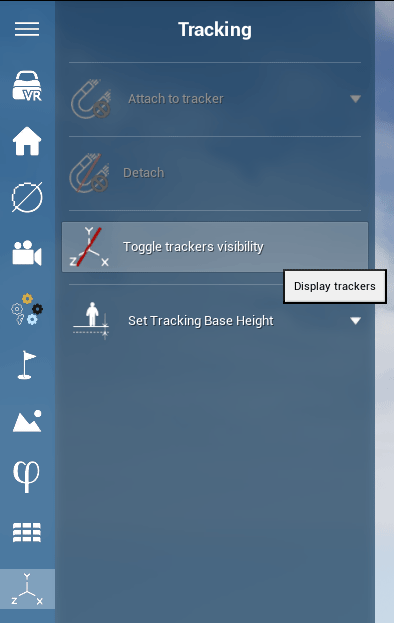 Tracking
VR
Attach to tracker
Detach
Y
Z X
Toggle trackers visibility
Display trackers
Set Tracking Base Height
φ
Y
Z X